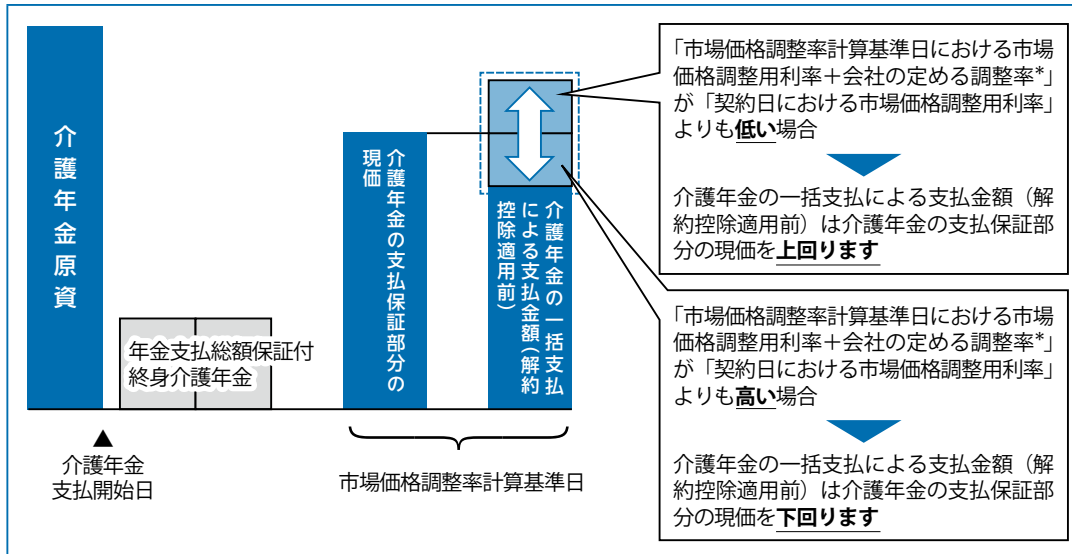 介護年金原資
年金支払総額保証付
終身介護年金
▲
介護年金
支払開始日
介護年金の支払保証部分の
現価
介護年金の一括支払
による支払金額(解約
控除適用前)
市場価格調整率計算基準日
「市場価格調整率計算基準日における市場
価格調整用利率+会社の定める調整率*」
が「契約日における市場価格調整用利率」
よりも低い場合
介護年金の一括支払による支払金額(解
約控除適用前)は介護年金の支払保証部
分の現価を上回ります
「市場価格調整率計算基準日における市場
価格調整用利率+会社の定める調整率*」
が「契約日における市場価格調整用利率」
よりも高い場合
介護年金の一括支払による支払金額(解
約控除適用前)は介護年金の支払保証部
分の現価を下回ります